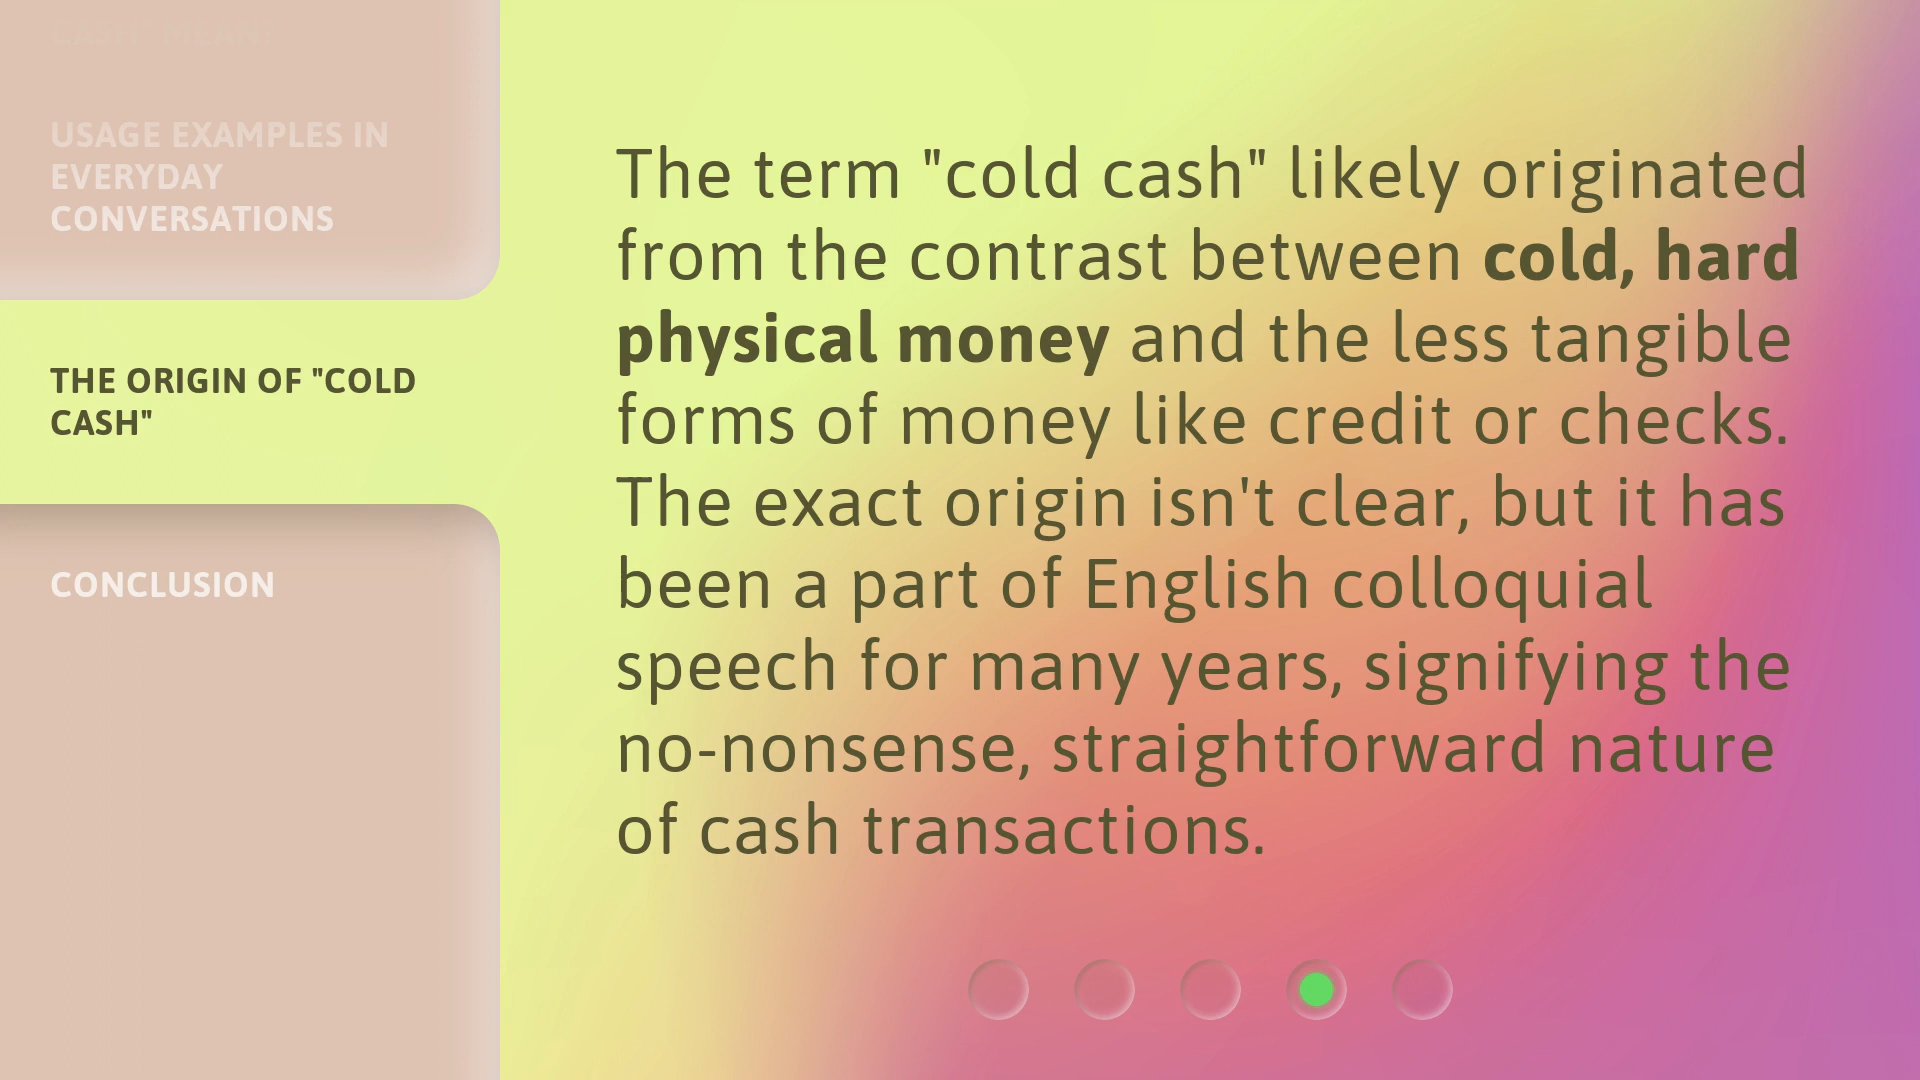 CASH" MEAN?
USAGE EXAMPLES IN
EVERYDAY
CONVERSATIONS
THE ORIGIN OF "COLD
CASH"
CONCLUSION
The term "cold cash" likely originated
from the contrast between cold, hard
physical money and the less tangible
forms of money like credit or checks.
The exact origin isn't clear, but it has
been a part of English colloquial
speech for many years, signifying the
no-nonsense, straightforward nature
of cash transactions.